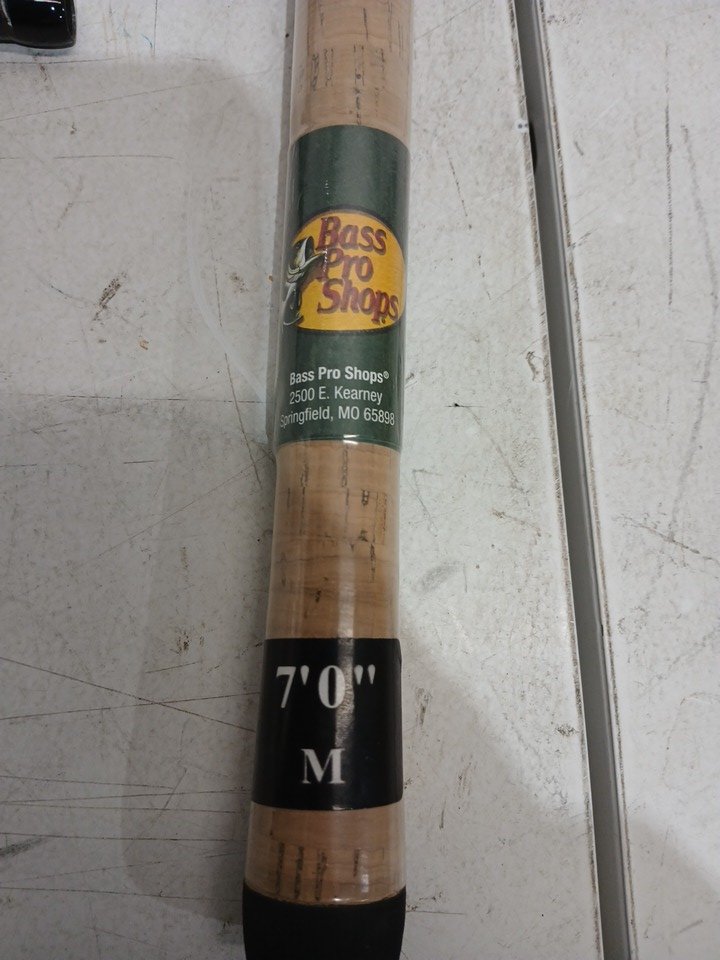 Bass
Pro
Shops
Bass Pro Shops®
2500 E. Kearney
Springfield, MO 65898
7'0"
M